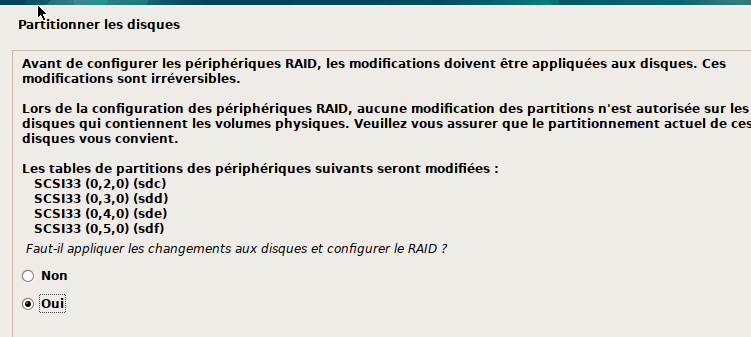 Partitionner les disques
Avant de configurer les périphériques RAID, les modifications doivent être appliquées aux disques. Ces
modifications sont irréversibles.
Lors de la configuration des périphériques RAID, aucune modification des partitions n'est autorisée sur les
disques qui contiennent les volumes physiques. Veuillez vous assurer que le partitionnement actuel de ces
disques vous convient.
Les tables de partitions des périphériques suivants seront modifiées :
SCSI33 (0,2,0) (sdc)
SCSI33 (0,3,0) (sdd)
SCSI33 (0,4,0) (sde)
SCSI33 (0,5,0) (sdf)
Faut-il appliquer les changements aux disques et configurer le RAID ?
Non
Oui